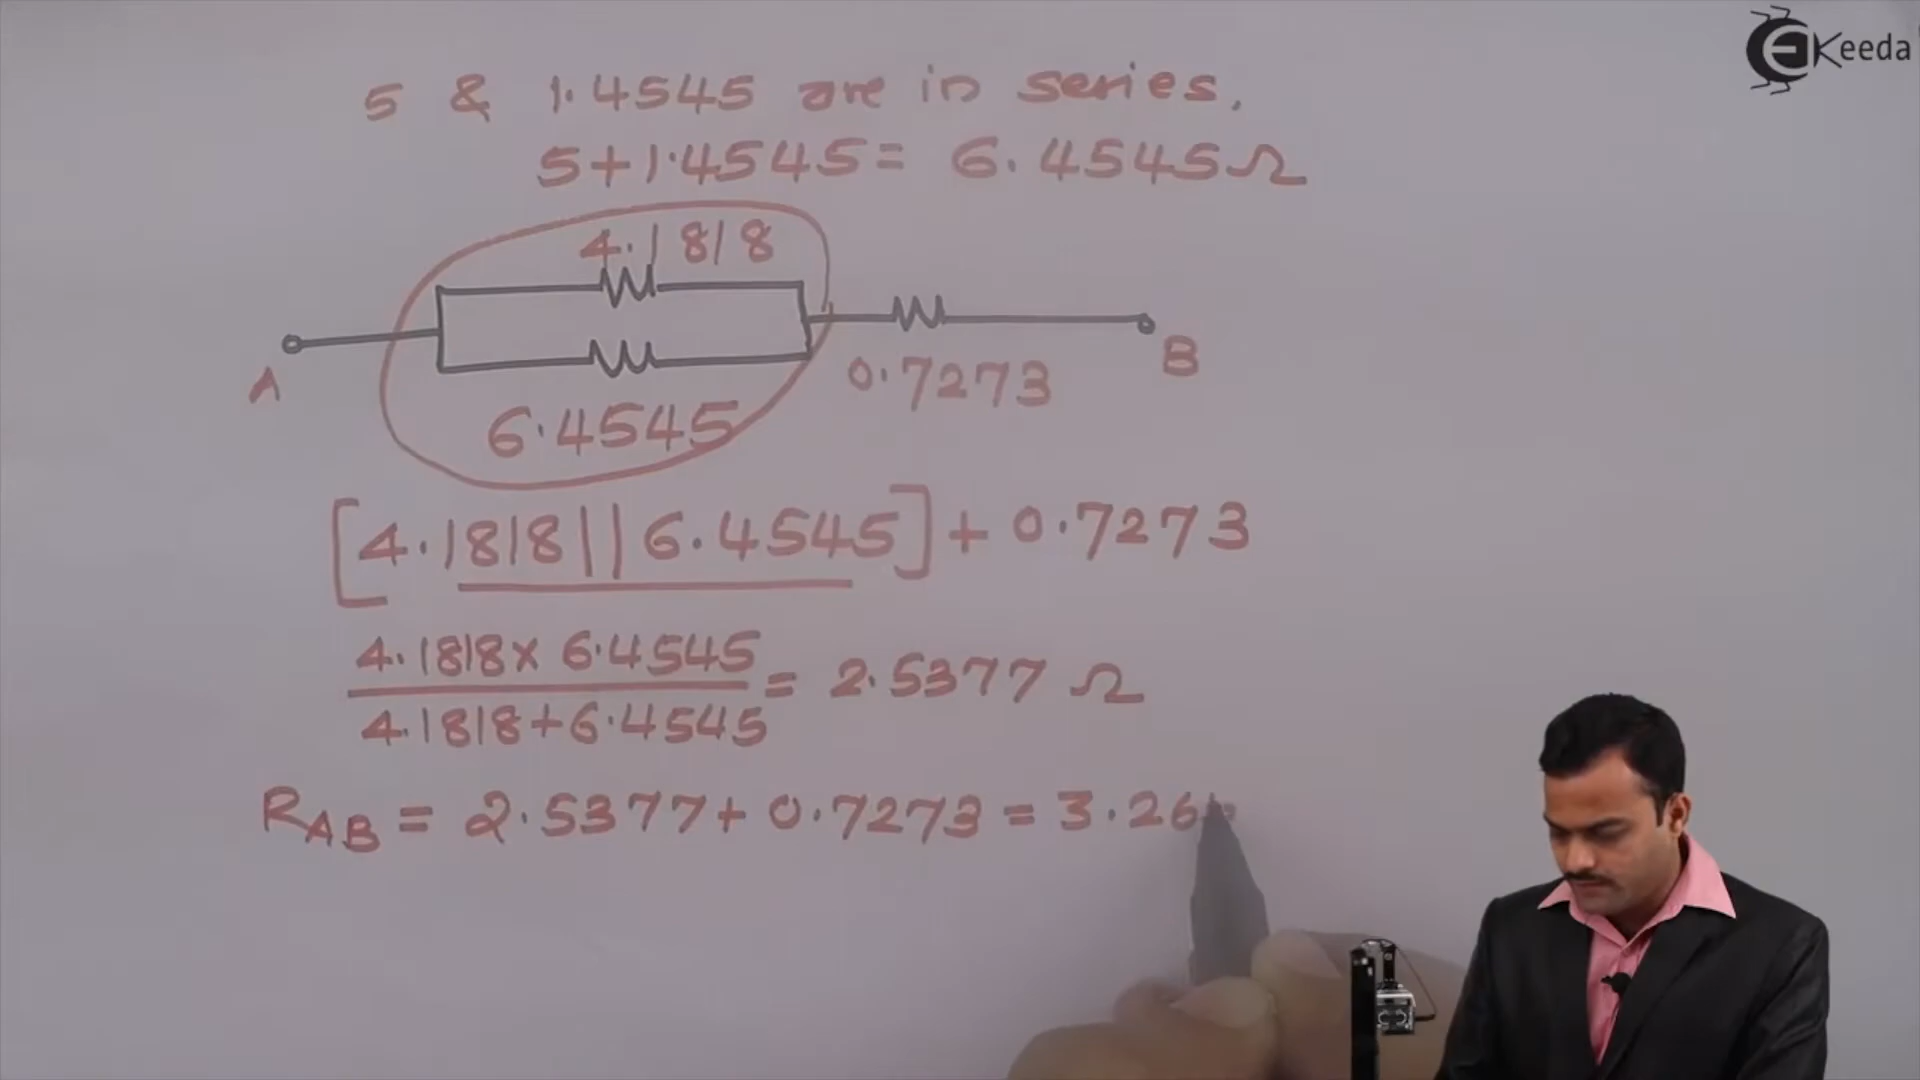 EKeeda
5 & 1.4545 are in series.
5+1.4545= 6.4545Ω
4.1818
A
B
0.7273
6.4545
[4.1818||6.4545]+0.7273
4.1818x 6.4545
= 2.5377 Ω
4.1818+6.4545
RAB = 2.5377+0.7273 = 3.26